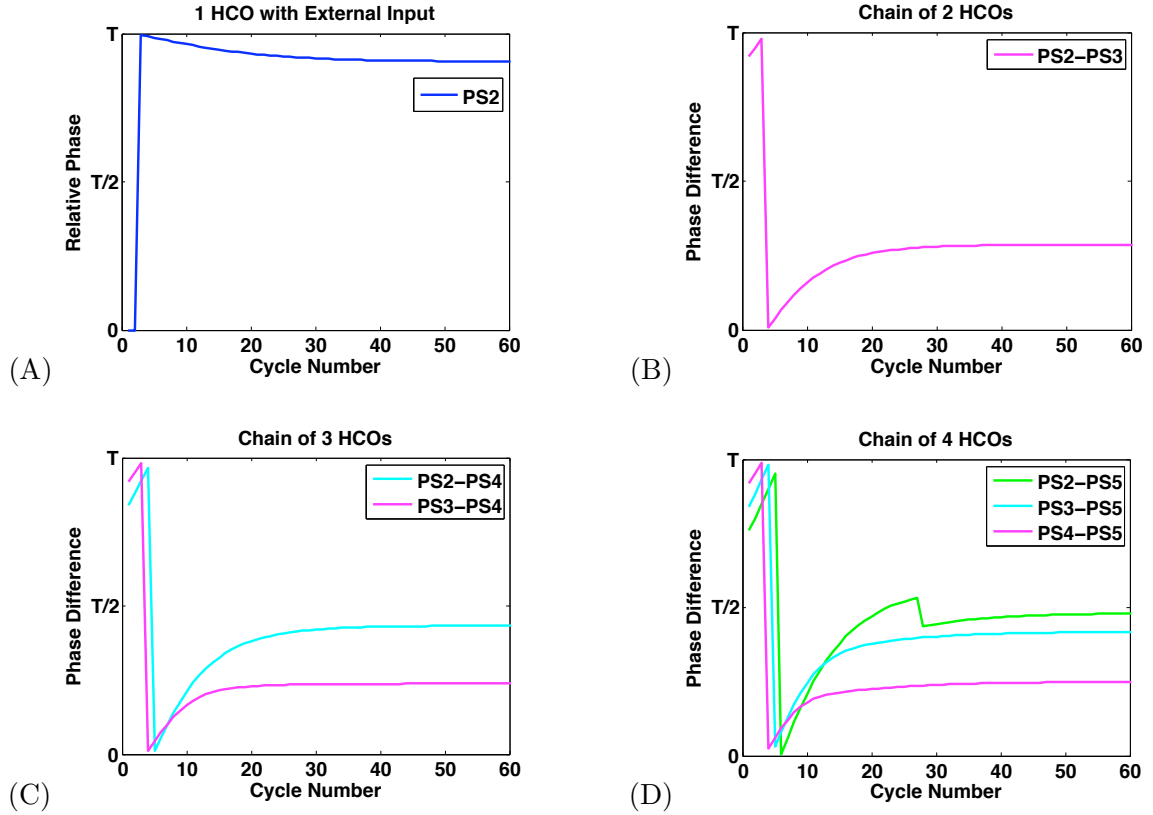 1 HCO with External Input
T
T/2
0
Relative Phase
PS2
0 10 20 30 40 50 60
Cycle Number
(A)
Chain of 2 HCOs
T
T/2
0
Phase Difference
PS2−PS3
0 10 20 30 40 50 60
Cycle Number
(B)
Chain of 3 HCOs
T
T/2
0
Phase Difference
PS2−PS4
PS3−PS4
0 10 20 30 40 50 60
Cycle Number
(C)
Chain of 4 HCOs
T
T/2
0
Phase Difference
PS2−PS5
PS3−PS5
PS4−PS5
0 10 20 30 40 50 60
Cycle Number
(D)